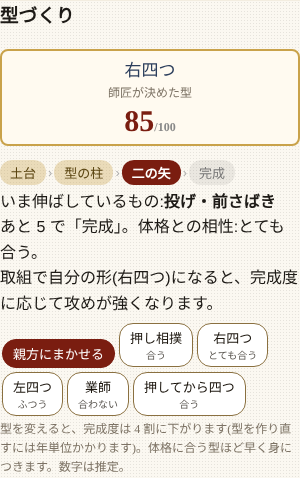 型づくり
右四つ
師匠が決めた型
85/100
土台 › 型の柱 › 二の矢 › 完成
いま伸ばしているもの:投げ・前さばき
あと 5 で「完成」。体格との相性:とても
合う。
取組で自分の形(右四つ)になると、完成度
に応じて攻めが強くなります。
親方にまかせる
押し相撲
合う
右四つ
とても合う
左四つ
ふつう
業師
合わない
押してから四つ
合う
型を変えると、完成度は 4 割に下がります(型を作り直
すには年単位かかります)。体格に合う型ほど早く身に
つきます。数字は推定。